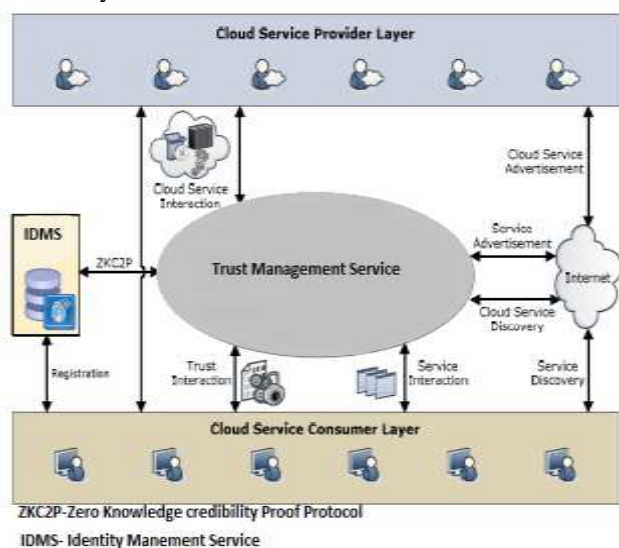 Cloud Service Provider Layer
Cloud Service
Interaction
Cloud Service
Advertisement
IDMS
ZKC2P
Trust Management Service
Service
Advertisement
Internet
Cloud Service
Discovery
Registration
Trust
Interaction
Service
Interaction
Service
Discovery
Cloud Service Consumer Layer
ZKC2P-Zero Knowledge credibility Proof Protocol
IDMS- Identity Manement Service